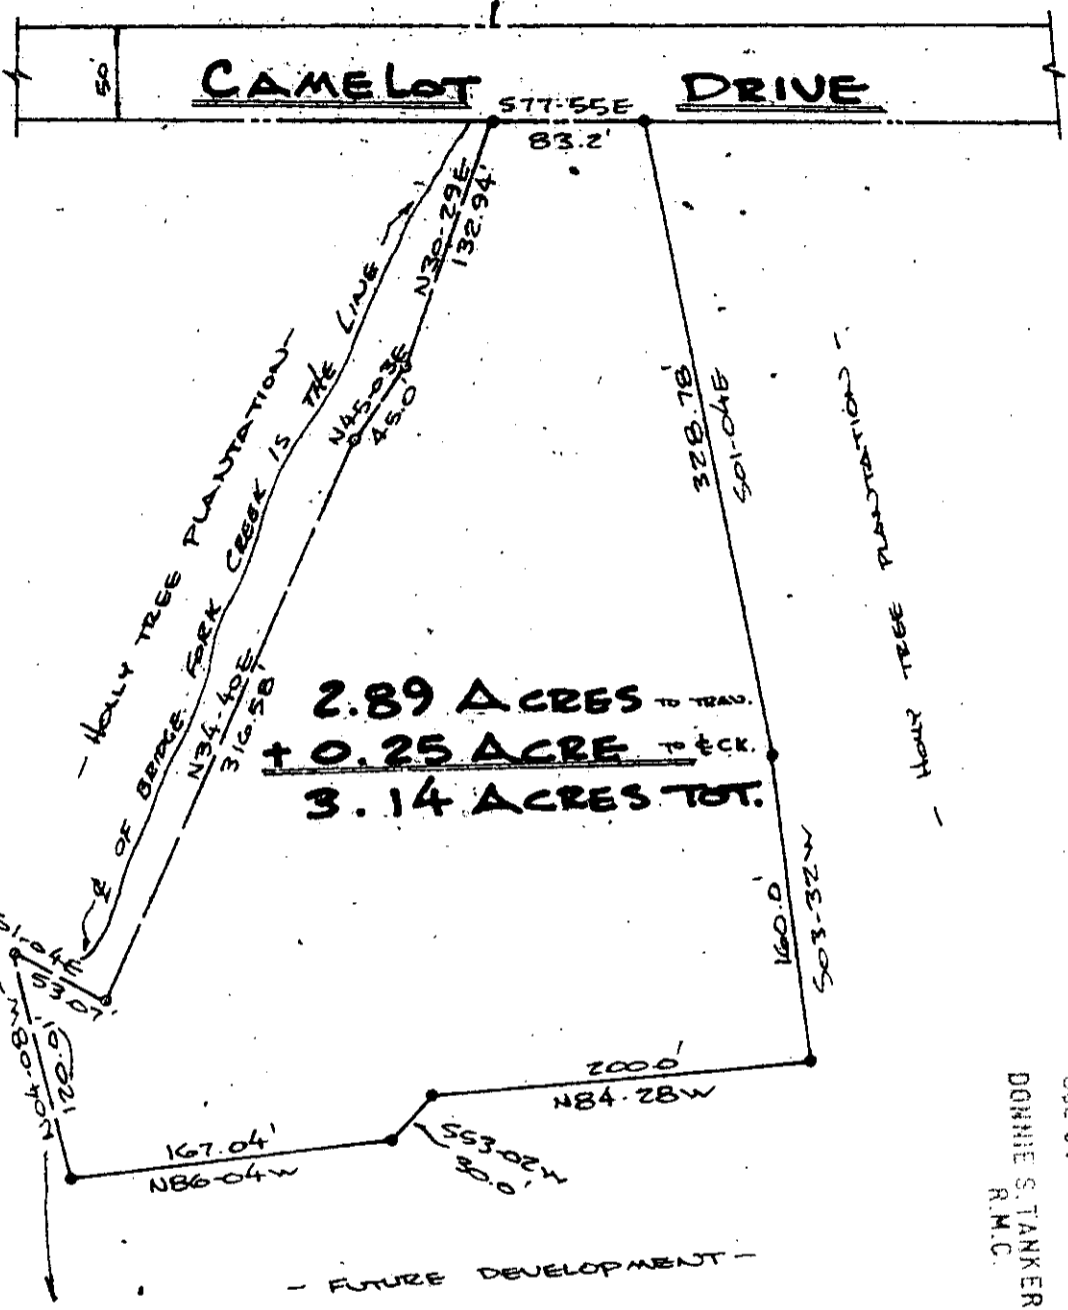 50'
CAMELOT DRIVE
S77-55E
83.2'
N30-29E
132.94'
N45-03E
45.0'
N34-40E
316.58'
- HOLLY TREE PLANTATION -
℄ OF BRIDGE FORK CREEK IS THE LINE
328.78'
S01-04E
- HOLLY TREE PLANTATION -
2.89 ACRES TO TRAV.
+ 0.25 ACRE TO ℄ CK.
3.14 ACRES TOT.
160.0'
S03-32W
N04-08W
120.0'
200.0'
N84-28W
167.04'
N86-04W
S53-02W
30.0'
- FUTURE DEVELOPMENT -
DONNIE S. TANKER
R.M.C.